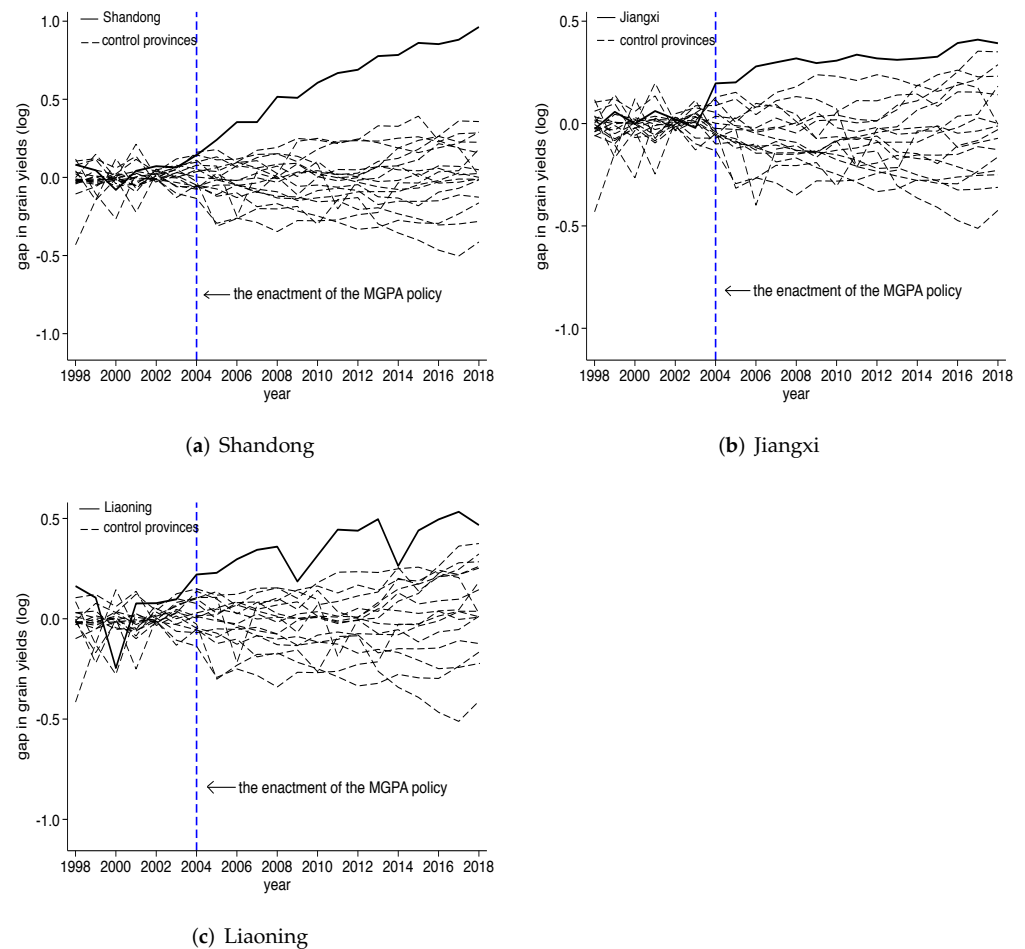 Shandong
control provinces
1.0
0.5
0.0
-0.5
-1.0
gap in grain yields (log)
the enactment of the MGPA policy
1998 2000 2002 2004 2006 2008 2010 2012 2014 2016 2018
year
(a) Shandong
Jiangxi
control provinces
0.5
0.0
-0.5
-1.0
gap in grain yields (log)
the enactment of the MGPA policy
1998 2000 2002 2004 2006 2008 2010 2012 2014 2016 2018
year
(b) Jiangxi
Liaoning
control provinces
0.5
0.0
-0.5
-1.0
gap in grain yields (log)
the enactment of the MGPA policy
1998 2000 2002 2004 2006 2008 2010 2012 2014 2016 2018
year
(c) Liaoning